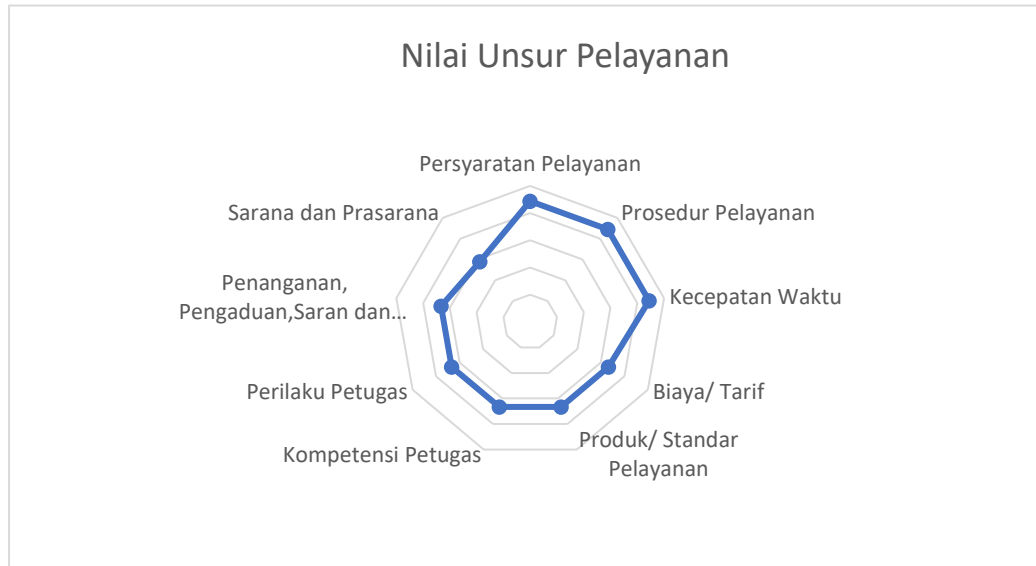 Nilai Unsur Pelayanan
Persyaratan Pelayanan
Prosedur Pelayanan
Kecepatan Waktu
Biaya/ Tarif
Produk/ Standar
Pelayanan
Kompetensi Petugas
Perilaku Petugas
Penanganan,
Pengaduan,Saran dan...
Sarana dan Prasarana